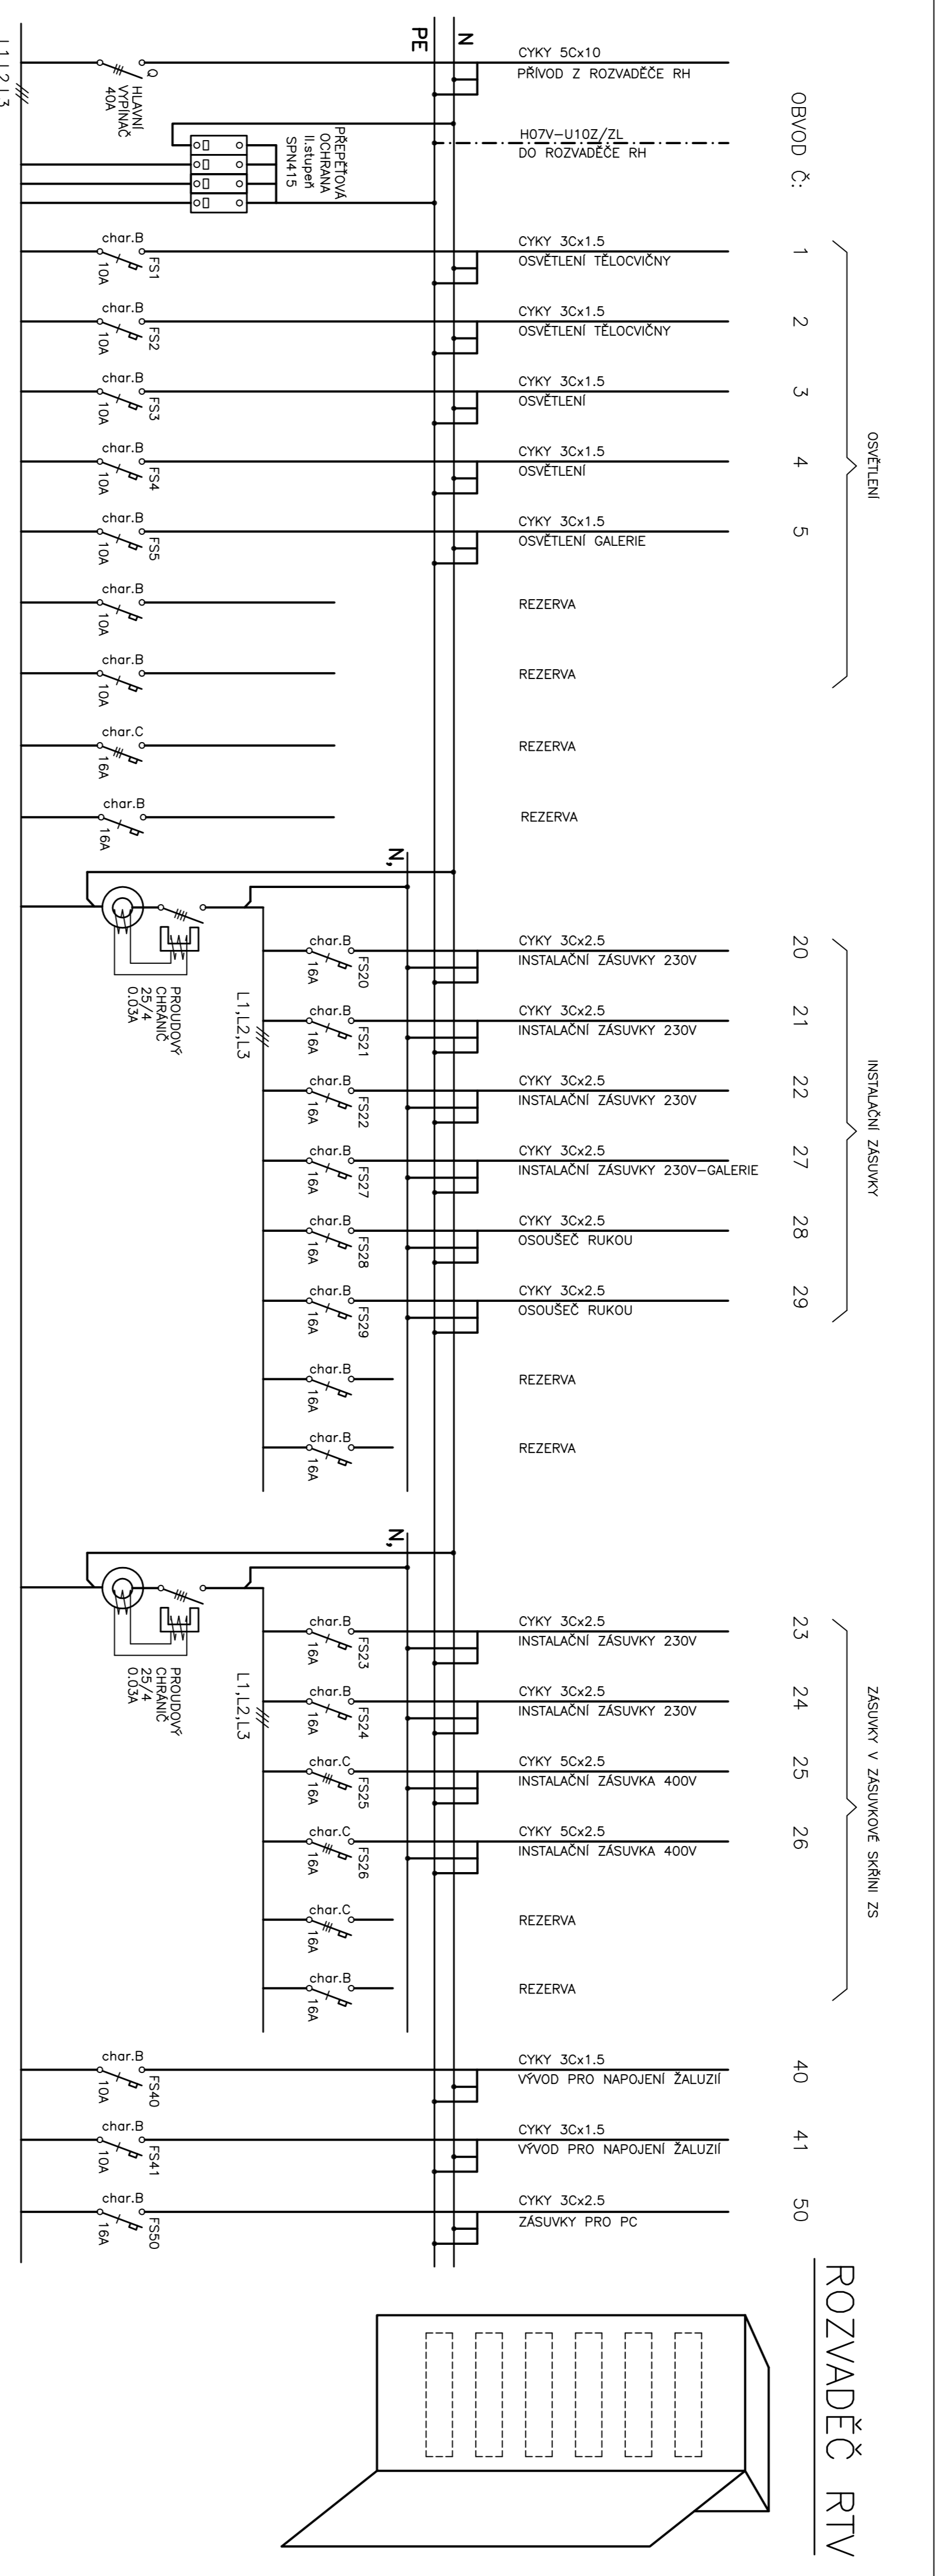 CYKY 5Cx10
PŘÍVOD Z ROZVADĚČE RH
N
PE
Q
HLAVNÍ
VYPÍNAČ
40A
L1,L2,L3
OBVOD Č:
H07V-U10Z/ZL
DO ROZVADĚČE RH
PŘEPĚŤOVÁ
OCHRANA
II.stupeň
SPN415
OSVĚTLENÍ
1
CYKY 3Cx1.5
OSVĚTLENÍ TĚLOCVIČNY
char.B
FS1
10A
2
CYKY 3Cx1.5
OSVĚTLENÍ TĚLOCVIČNY
char.B
FS2
10A
3
CYKY 3Cx1.5
OSVĚTLENÍ
char.B
FS3
10A
4
CYKY 3Cx1.5
OSVĚTLENÍ
char.B
FS4
10A
5
CYKY 3Cx1.5
OSVĚTLENÍ GALERIE
char.B
FS5
10A
REZERVA
char.B
10A
REZERVA
char.B
10A
REZERVA
char.C
16A
REZERVA
char.B
16A
N,
PROUDOVÝ
CHRÁNIČ
25/4
0.03A
L1,L2,L3
INSTALAČNÍ ZÁSUVKY
20
CYKY 3Cx2.5
INSTALAČNÍ ZÁSUVKY 230V
char.B
FS20
16A
21
CYKY 3Cx2.5
INSTALAČNÍ ZÁSUVKY 230V
char.B
FS21
16A
22
CYKY 3Cx2.5
INSTALAČNÍ ZÁSUVKY 230V
char.B
FS22
16A
27
CYKY 3Cx2.5
INSTALAČNÍ ZÁSUVKY 230V-GALERIE
char.B
FS27
16A
28
CYKY 3Cx2.5
OSOUŠEČ RUKOU
char.B
FS28
16A
29
CYKY 3Cx2.5
OSOUŠEČ RUKOU
char.B
FS29
16A
REZERVA
char.B
16A
REZERVA
char.B
16A
N,
PROUDOVÝ
CHRÁNIČ
25/4
0.03A
L1,L2,L3
ZÁSUVKY V ZÁSUVKOVÉ SKŘÍNI ZS
23
CYKY 3Cx2.5
INSTALAČNÍ ZÁSUVKY 230V
char.B
FS23
16A
24
CYKY 3Cx2.5
INSTALAČNÍ ZÁSUVKY 230V
char.B
FS24
16A
25
CYKY 5Cx2.5
INSTALAČNÍ ZÁSUVKA 400V
char.C
FS25
16A
26
CYKY 5Cx2.5
INSTALAČNÍ ZÁSUVKA 400V
char.C
FS26
16A
REZERVA
char.C
16A
REZERVA
char.B
16A
40
CYKY 3Cx1.5
VÝVOD PRO NAPOJENÍ ŽALUZIÍ
char.B
FS40
10A
41
CYKY 3Cx1.5
VÝVOD PRO NAPOJENÍ ŽALUZIÍ
char.B
FS41
10A
50
CYKY 3Cx2.5
ZÁSUVKY PRO PC
char.B
FS50
16A
ROZVADĚČ RTV